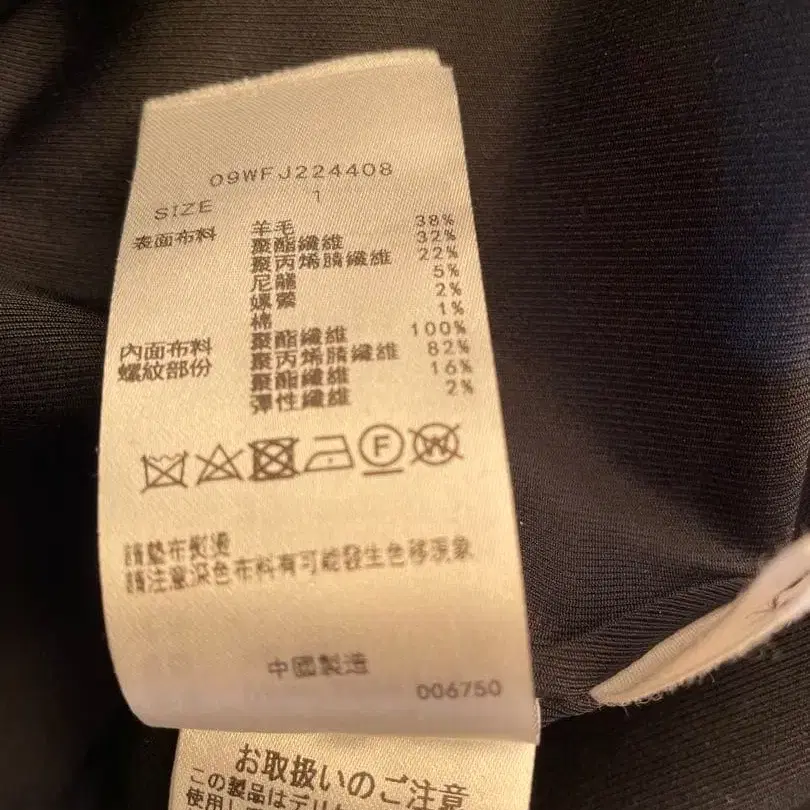 09WFJ224408
SIZE 1
表面布料 羊毛 38%
聚酯纖維 32%
聚丙烯腈纖維 22%
尼龍 5%
嫘縈 2%
棉 1%
內面布料 聚酯纖維 100%
螺紋部份 聚丙烯腈纖維 82%
聚酯纖維 16%
彈性纖維 2%
F
W
請墊布熨燙
請注意深色布料有可能發生色移現象
中國製造
006750
お取扱いのご注意
この製品はデリ
使用し